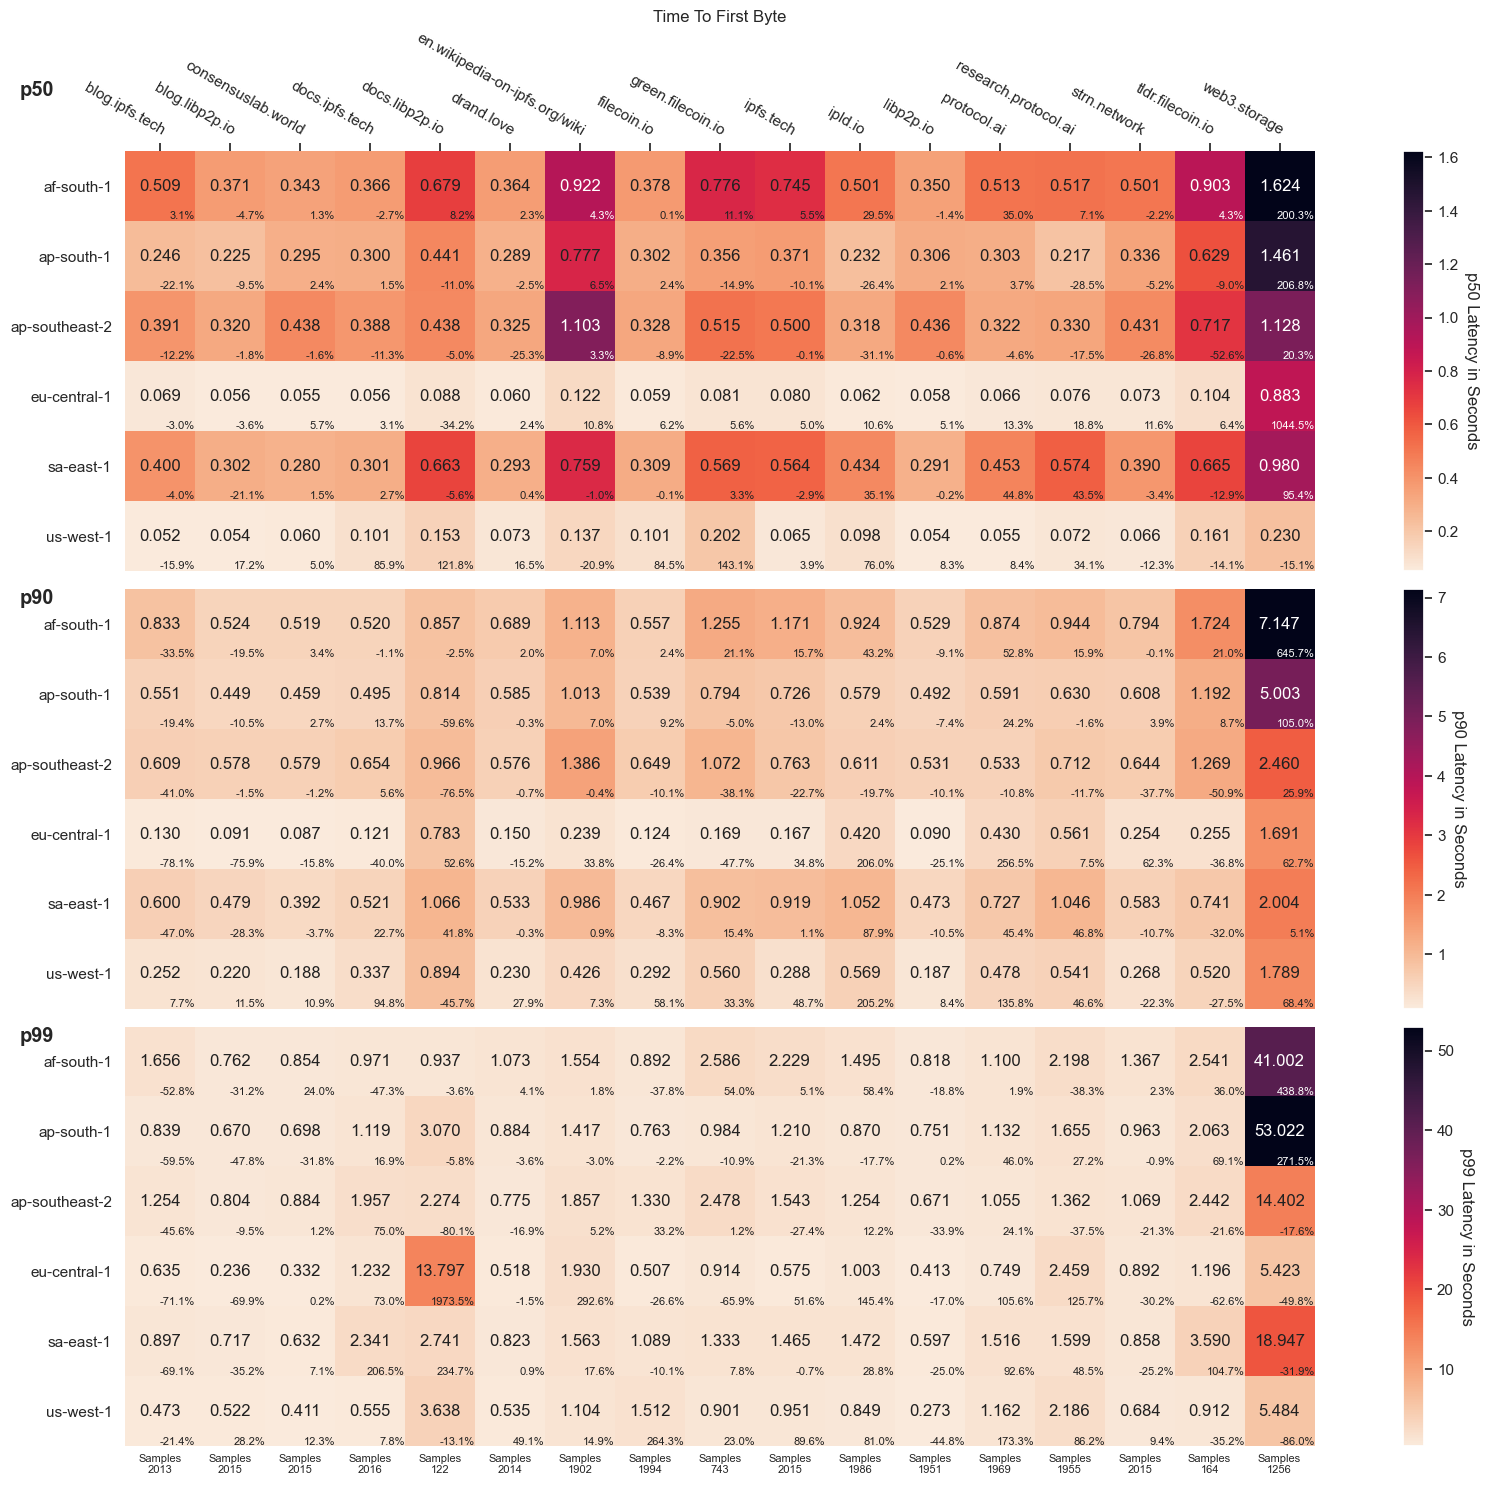 Time To First Byte
p50
blog.ipfs.tech
blog.libp2p.io
consensuslab.world
docs.ipfs.tech
docs.libp2p.io
drand.love
en.wikipedia-on-ipfs.org/wiki
filecoin.io
green.filecoin.io
ipfs.tech
ipld.io
libp2p.io
protocol.ai
research.protocol.ai
strn.network
tldr.filecoin.io
web3.storage
af-south-1 0.509 0.371 0.343 0.366 0.679 0.364 0.922 0.378 0.776 0.745 0.501 0.350 0.513 0.517 0.501 0.903 1.624
3.1% -4.7% 1.3% -2.7% 8.2% 2.3% 4.3% 0.1% 11.1% 5.5% 29.5% -1.4% 35.0% 7.1% -2.2% 4.3% 200.3%
ap-south-1 0.246 0.225 0.295 0.300 0.441 0.289 0.777 0.302 0.356 0.371 0.232 0.306 0.303 0.217 0.336 0.629 1.461
-22.1% -9.5% 2.4% 1.5% -11.0% -2.5% 6.5% 2.4% -14.9% -10.1% -26.4% 2.1% 3.7% -28.5% -5.2% -9.0% 206.8%
ap-southeast-2 0.391 0.320 0.438 0.388 0.438 0.325 1.103 0.328 0.515 0.500 0.318 0.436 0.322 0.330 0.431 0.717 1.128
-12.2% -1.8% -1.6% -11.3% -5.0% -25.3% 3.3% -8.9% -22.5% -0.1% -31.1% -0.6% -4.6% -17.5% -26.8% -52.6% 20.3%
eu-central-1 0.069 0.056 0.055 0.056 0.088 0.060 0.122 0.059 0.081 0.080 0.062 0.058 0.066 0.076 0.073 0.104 0.883
-3.0% -3.6% 5.7% 3.1% -34.2% 2.4% 10.8% 6.2% 5.6% 5.0% 10.6% 5.1% 13.3% 18.8% 11.6% 6.4% 1044.5%
sa-east-1 0.400 0.302 0.280 0.301 0.663 0.293 0.759 0.309 0.569 0.564 0.434 0.291 0.453 0.574 0.390 0.665 0.980
-4.0% -21.1% 1.5% 2.7% -5.6% 0.4% -1.0% -0.1% 3.3% -2.9% 35.1% -0.2% 44.8% 43.5% -3.4% -12.9% 95.4%
us-west-1 0.052 0.054 0.060 0.101 0.153 0.073 0.137 0.101 0.202 0.065 0.098 0.054 0.055 0.072 0.066 0.161 0.230
-15.9% 17.2% 5.0% 85.9% 121.8% 16.5% -20.9% 84.5% 143.1% 3.9% 76.0% 8.3% 8.4% 34.1% -12.3% -14.1% -15.1%
1.6
1.4
1.2
1.0
0.8
0.6
0.4
0.2
p50 Latency in Seconds
p90
af-south-1 0.833 0.524 0.519 0.520 0.857 0.689 1.113 0.557 1.255 1.171 0.924 0.529 0.874 0.944 0.794 1.724 7.147
-33.5% -19.5% 3.4% -1.1% -2.5% 2.0% 7.0% 2.4% 21.1% 15.7% 43.2% -9.1% 52.8% 15.9% -0.1% 21.0% 645.7%
ap-south-1 0.551 0.449 0.459 0.495 0.814 0.585 1.013 0.539 0.794 0.726 0.579 0.492 0.591 0.630 0.608 1.192 5.003
-19.4% -10.5% 2.7% 13.7% -59.6% -0.3% 7.0% 9.2% -5.0% -13.0% 2.4% -7.4% 24.2% -1.6% 3.9% 8.7% 105.0%
ap-southeast-2 0.609 0.578 0.579 0.654 0.966 0.576 1.386 0.649 1.072 0.763 0.611 0.531 0.533 0.712 0.644 1.269 2.460
-41.0% -1.5% -1.2% 5.6% -76.5% -0.7% -0.4% -10.1% -38.1% -22.7% -19.7% -10.1% -10.8% -11.7% -37.7% -50.9% 25.9%
eu-central-1 0.130 0.091 0.087 0.121 0.783 0.150 0.239 0.124 0.169 0.167 0.420 0.090 0.430 0.561 0.254 0.255 1.691
-78.1% -75.9% -15.8% -40.0% 52.6% -15.2% 33.8% -26.4% -47.7% 34.8% 206.0% -25.1% 256.5% 7.5% 62.3% -36.8% 62.7%
sa-east-1 0.600 0.479 0.392 0.521 1.066 0.533 0.986 0.467 0.902 0.919 1.052 0.473 0.727 1.046 0.583 0.741 2.004
-47.0% -28.3% -3.7% 22.7% 41.8% -0.3% 0.9% -8.3% 15.4% 1.1% 87.9% -10.5% 45.4% 46.8% -10.7% -32.0% 5.1%
us-west-1 0.252 0.220 0.188 0.337 0.894 0.230 0.426 0.292 0.560 0.288 0.569 0.187 0.478 0.541 0.268 0.520 1.789
7.7% 11.5% 10.9% 94.8% -45.7% 27.9% 7.3% 58.1% 33.3% 48.7% 205.2% 8.4% 135.8% 46.6% -22.3% -27.5% 68.4%
7
6
5
4
3
2
1
p90 Latency in Seconds
p99
af-south-1 1.656 0.762 0.854 0.971 0.937 1.073 1.554 0.892 2.586 2.229 1.495 0.818 1.100 2.198 1.367 2.541 41.002
-52.8% -31.2% 24.0% -47.3% -3.6% 4.1% 1.8% -37.8% 54.0% 5.1% 58.4% -18.8% 1.9% -38.3% 2.3% 36.0% 438.8%
ap-south-1 0.839 0.670 0.698 1.119 3.070 0.884 1.417 0.763 0.984 1.210 0.870 0.751 1.132 1.655 0.963 2.063 53.022
-59.5% -47.8% -31.8% 16.9% -5.8% -3.6% -3.0% -2.2% -10.9% -21.3% -17.7% 0.2% 46.0% 27.2% -0.9% 69.1% 271.5%
ap-southeast-2 1.254 0.804 0.884 1.957 2.274 0.775 1.857 1.330 2.478 1.543 1.254 0.671 1.055 1.362 1.069 2.442 14.402
-45.6% -9.5% 1.2% 75.0% -80.1% -16.9% 5.2% 33.2% 1.2% -27.4% 12.2% -33.9% 24.1% -37.5% -21.3% -21.6% -17.6%
eu-central-1 0.635 0.236 0.332 1.232 13.797 0.518 1.930 0.507 0.914 0.575 1.003 0.413 0.749 2.459 0.892 1.196 5.423
-71.1% -69.9% 0.2% 73.0% 1973.5% -1.5% 292.6% -26.6% -65.9% 51.6% 145.4% -17.0% 105.6% 125.7% -30.2% -62.6% -49.8%
sa-east-1 0.897 0.717 0.632 2.341 2.741 0.823 1.563 1.089 1.333 1.465 1.472 0.597 1.516 1.599 0.858 3.590 18.947
-69.1% -35.2% 7.1% 206.5% 234.7% 0.9% 17.6% -10.1% 7.8% -0.7% 28.8% -25.0% 92.6% 48.5% -25.2% 104.7% -31.9%
us-west-1 0.473 0.522 0.411 0.555 3.638 0.535 1.104 1.512 0.901 0.951 0.849 0.273 1.162 2.186 0.684 0.912 5.484
-21.4% 28.2% 12.3% 7.8% -13.1% 49.1% 14.9% 264.3% 23.0% 89.6% 81.0% -44.8% 173.3% 86.2% 9.4% -35.2% -86.0%
50
40
30
20
10
p99 Latency in Seconds
Samples Samples Samples Samples Samples Samples Samples Samples Samples Samples Samples Samples Samples Samples Samples Samples Samples
2013 2015 2015 2016 122 2014 1902 1994 743 2015 1986 1951 1969 1955 2015 164 1256